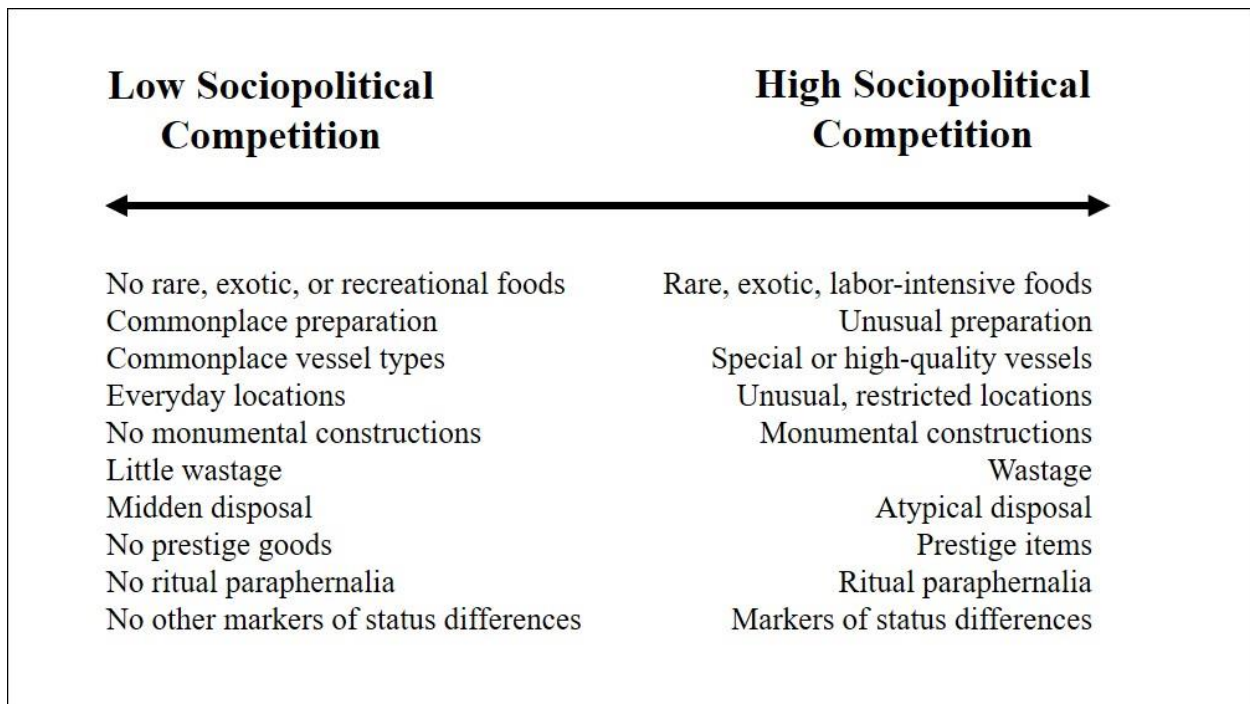 Low Sociopolitical
Competition
High Sociopolitical
Competition
No rare, exotic, or recreational foods
Commonplace preparation
Commonplace vessel types
Everyday locations
No monumental constructions
Little wastage
Midden disposal
No prestige goods
No ritual paraphernalia
No other markers of status differences
Rare, exotic, labor-intensive foods
Unusual preparation
Special or high-quality vessels
Unusual, restricted locations
Monumental constructions
Wastage
Atypical disposal
Prestige items
Ritual paraphernalia
Markers of status differences